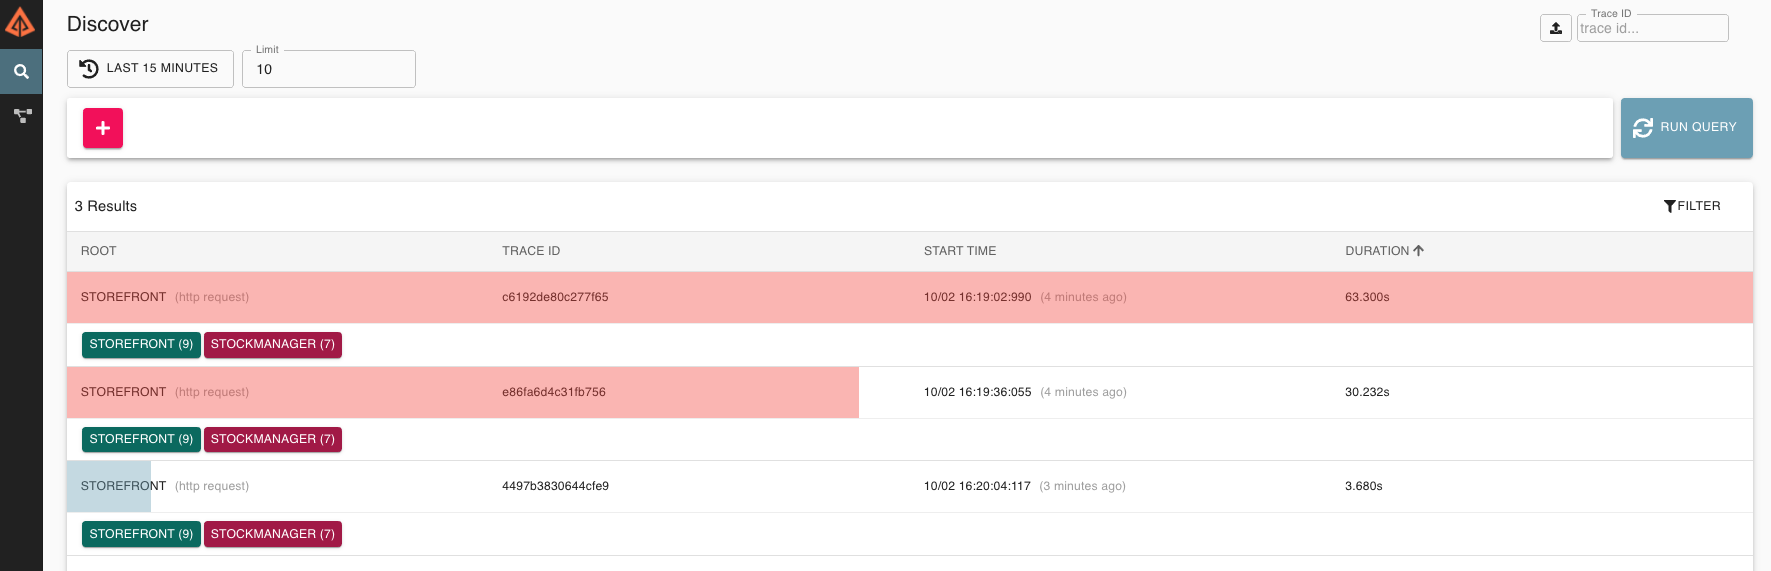 Discover
Trace ID
trace id...
LAST 15 MINUTES
Limit
10
RUN QUERY
3 Results
FILTER
ROOT TRACE ID START TIME DURATION
STOREFRONT (http request) c6192de80c277f65 10/02 16:19:02:990 (4 minutes ago) 63.300s
STOREFRONT (9) STOCKMANAGER (7)
STOREFRONT (http request) e86fa6d4c31fb756 10/02 16:19:36:055 (4 minutes ago) 30.232s
STOREFRONT (9) STOCKMANAGER (7)
STOREFRONT (http request) 4497b3830644cfe9 10/02 16:20:04:117 (3 minutes ago) 3.680s
STOREFRONT (9) STOCKMANAGER (7)